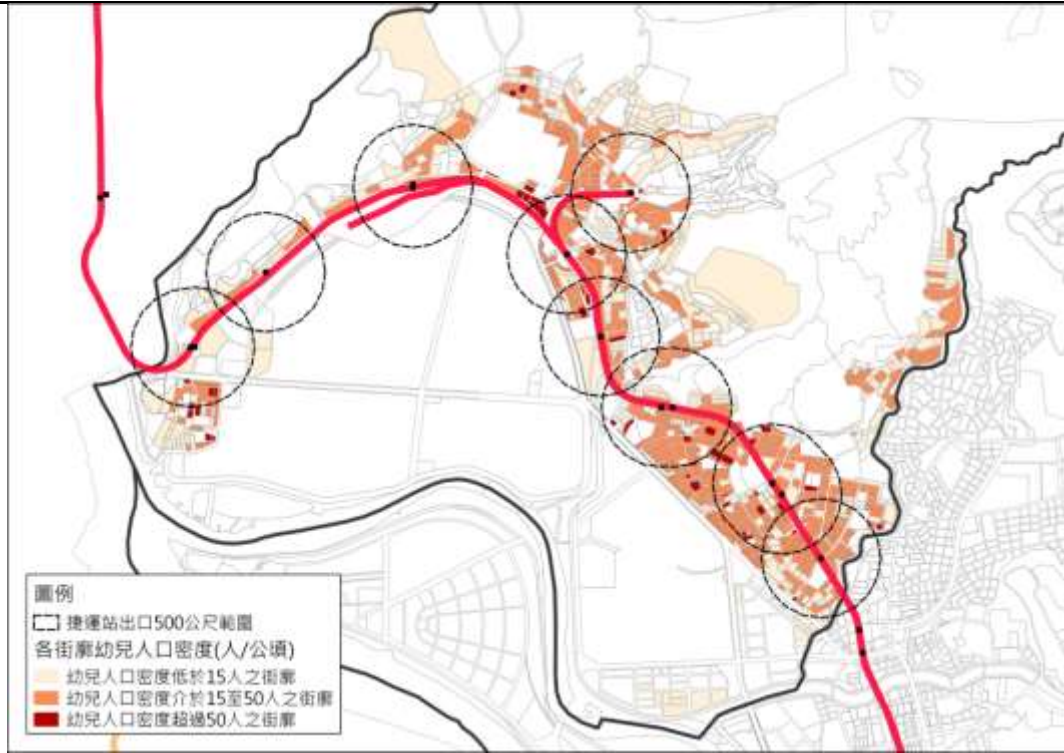 圖例
捷運站出口500公尺範圍
各街廓幼兒人口密度(人/公頃)
幼兒人口密度低於15人之街廓
幼兒人口密度介於15至50人之街廓
幼兒人口密度超過50人之街廓